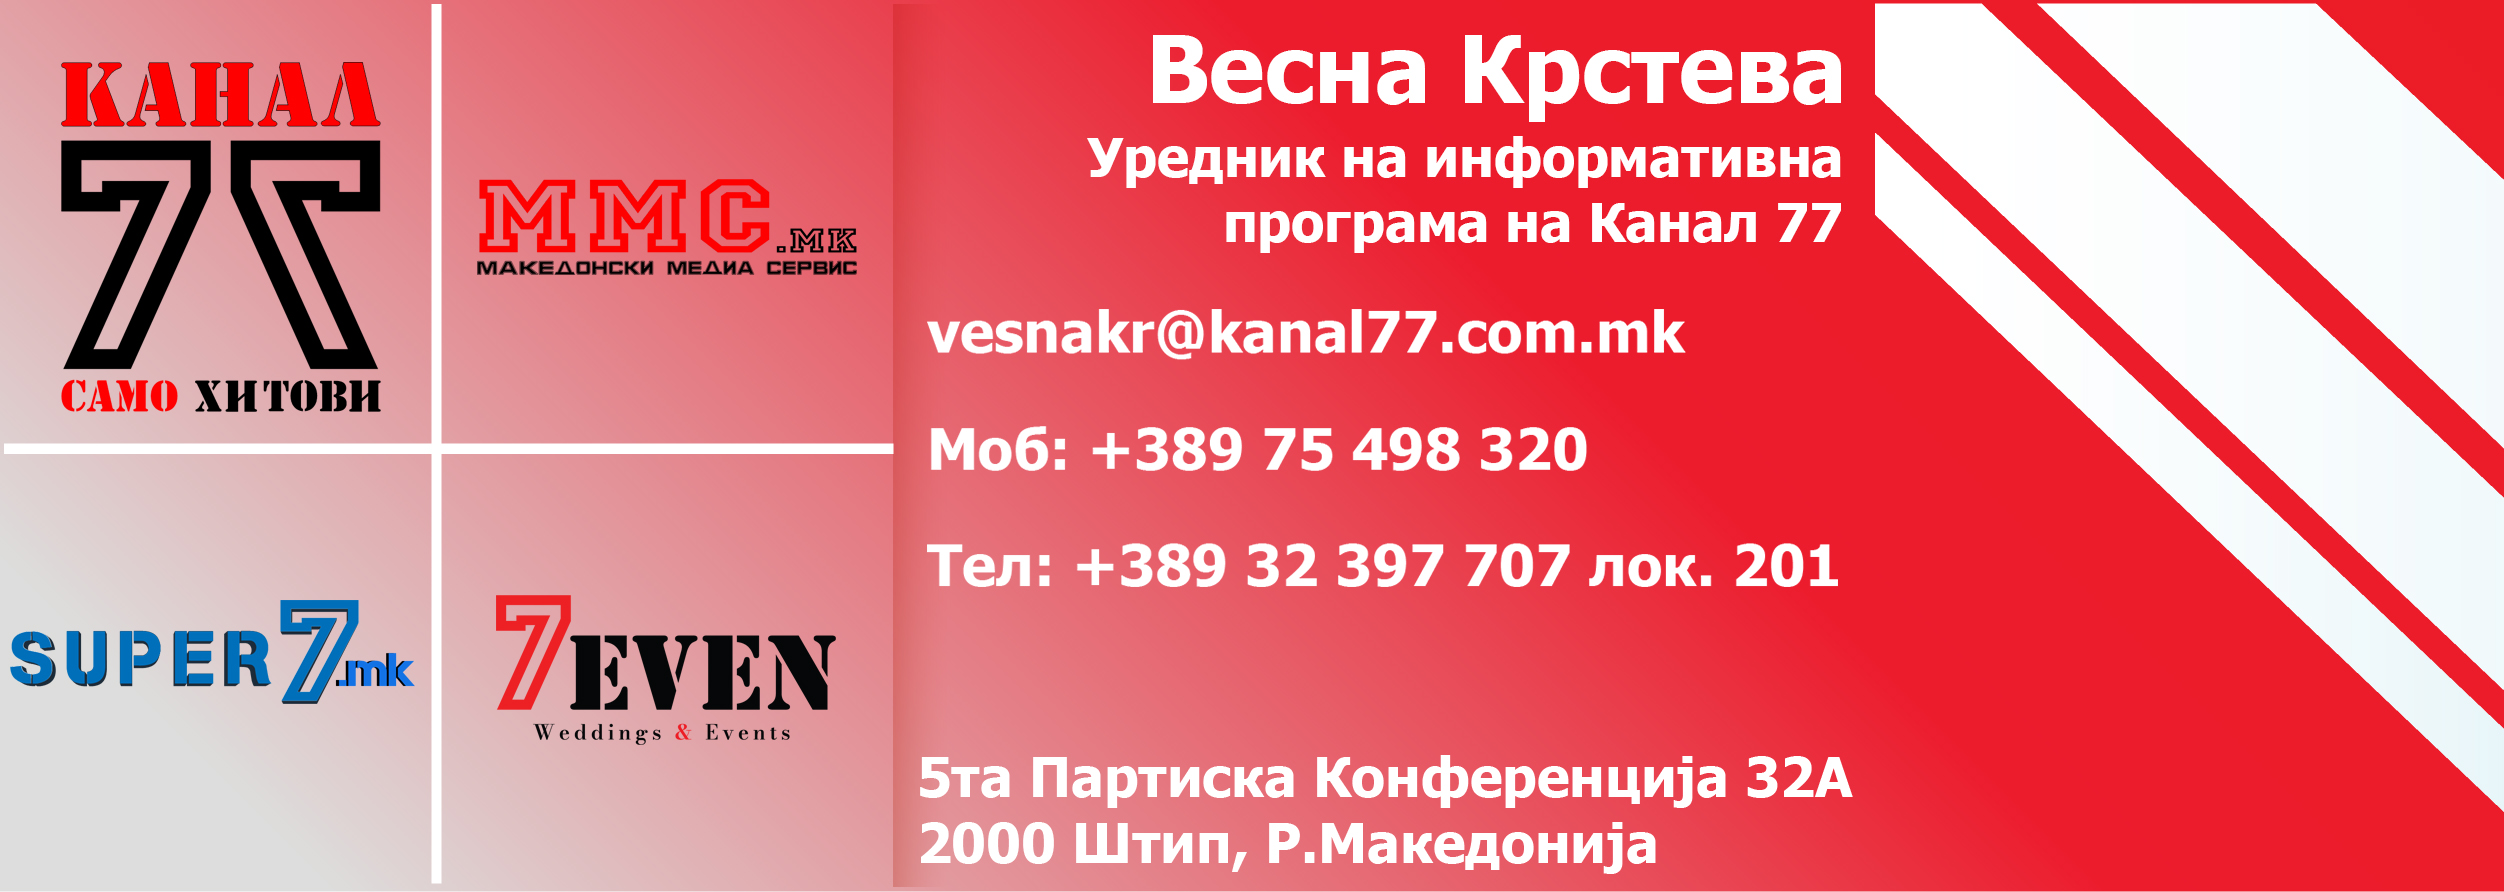 КАНАЛ
77
САМО ХИТОВИ
ММС.МК
МАКЕДОНСКИ МЕДИА СЕРВИС
SUPER7.mk
7EVEN
Weddings & Events
Весна Крстева
Уредник на информативна
програма на Канал 77
vesnakr@kanal77.com.mk
Моб: +389 75 498 320
Тел: +389 32 397 707 лок. 201
5та Партиска Конференција 32А
2000 Штип, Р.Македонија